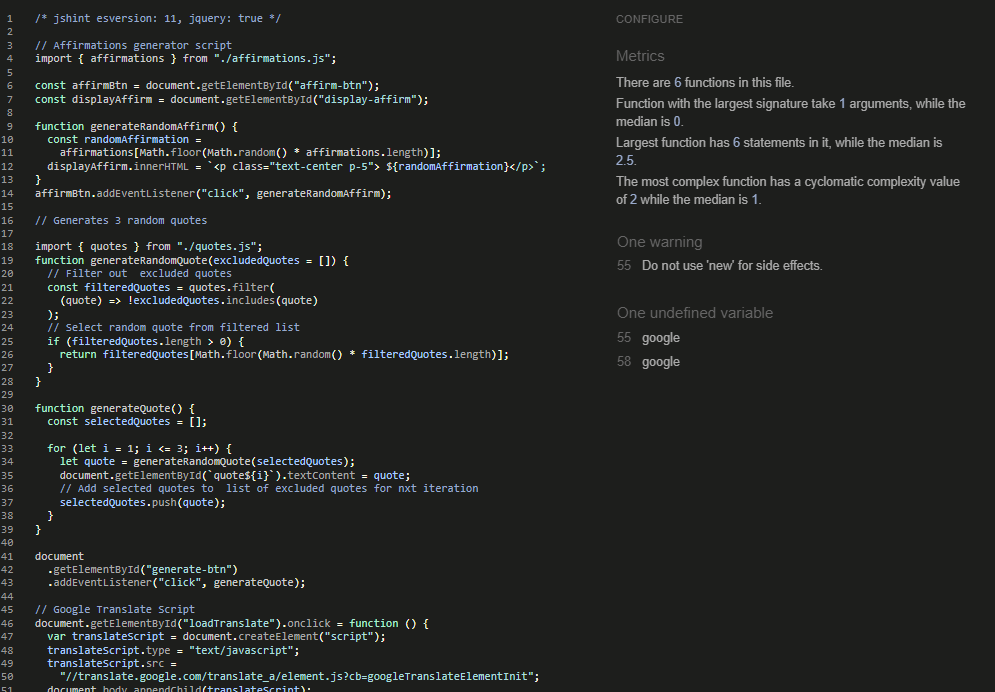 1 /* jshint esversion: 11, jquery: true */
2
3 // Affirmations generator script
4 import { affirmations } from "./affirmations.js";
5
6 const affirmBtn = document.getElementById("affirm-btn");
7 const displayAffirm = document.getElementById("display-affirm");
8
9 function generateRandomAffirm() {
10 const randomAffirmation =
11 affirmations[Math.floor(Math.random() * affirmations.length)];
12 displayAffirm.innerHTML = `<p class="text-center p-5"> ${randomAffirmation}</p>`;
13 }
14 affirmBtn.addEventListener("click", generateRandomAffirm);
15
16 // Generates 3 random quotes
17
18 import { quotes } from "./quotes.js";
19 function generateRandomQuote(excludedQuotes = []) {
20 // Filter out  excluded quotes
21 const filteredQuotes = quotes.filter(
22 (quote) => !excludedQuotes.includes(quote)
23 );
24 // Select random quote from filtered list
25 if (filteredQuotes.length > 0) {
26 return filteredQuotes[Math.floor(Math.random() * filteredQuotes.length)];
27 }
28 }
29
30 function generateQuote() {
31 const selectedQuotes = [];
32
33 for (let i = 1; i <= 3; i++) {
34 let quote = generateRandomQuote(selectedQuotes);
35 document.getElementById(`quote${i}`).textContent = quote;
36 // Add selected quotes to  list of excluded quotes for nxt iteration
37 selectedQuotes.push(quote);
38 }
39 }
40
41 document
42 .getElementById("generate-btn")
43 .addEventListener("click", generateQuote);
44
45 // Google Translate Script
46 document.getElementById("loadTranslate").onclick = function () {
47 var translateScript = document.createElement("script");
48 translateScript.type = "text/javascript";
49 translateScript.src =
50 "//translate.google.com/translate_a/element.js?cb=googleTranslateElementInit";
51 document.body.appendChild(translateScript);
CONFIGURE
Metrics
There are 6 functions in this file.
Function with the largest signature take 1 arguments, while the
median is 0.
Largest function has 6 statements in it, while the median is
2.5.
The most complex function has a cyclomatic complexity value
of 2 while the median is 1.
One warning
55 Do not use 'new' for side effects.
One undefined variable
55 google
58 google